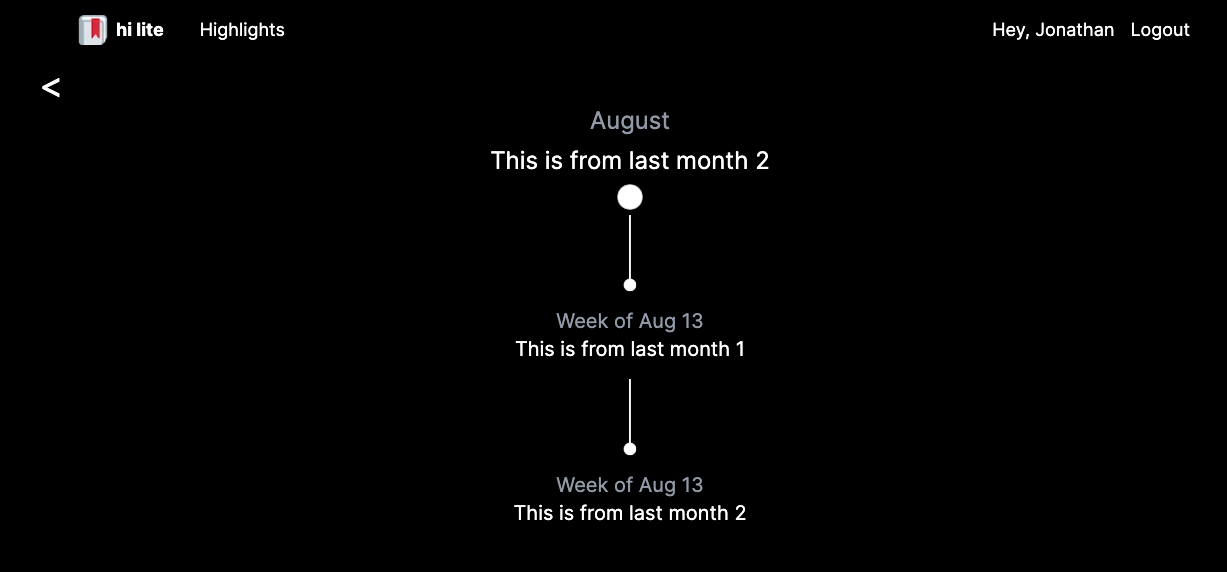 hi lite Highlights Hey, Jonathan Logout
<
August
This is from last month 2
Week of Aug 13
This is from last month 1
Week of Aug 13
This is from last month 2